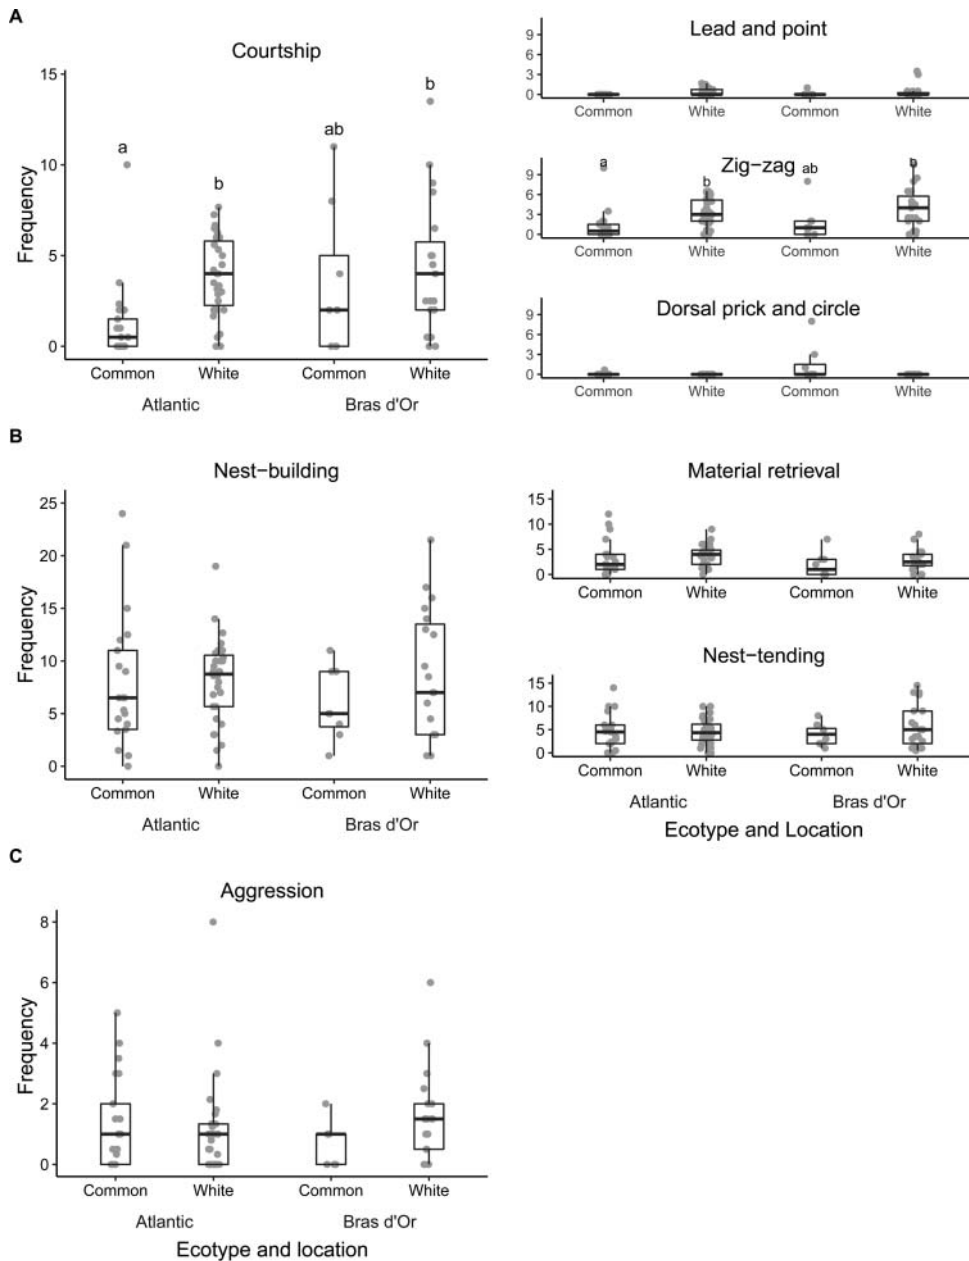 A
Courtship
Frequency
15
10
5
0
a
b
ab
b
Common White Common White
Atlantic Bras d'Or
Lead and point
9
6
3
0
Common White Common White
Zig−zag
9
6
3
0
a
b
ab
b
Common White Common White
Dorsal prick and circle
9
6
3
0
Common White Common White
B
Nest−building
Frequency
25
20
15
10
5
0
Common White Common White
Atlantic Bras d'Or
Material retrieval
15
10
5
0
Common White Common White
Nest−tending
15
10
5
0
Common White Common White
Atlantic Bras d'Or
Ecotype and Location
C
Aggression
Frequency
8
6
4
2
0
Common White Common White
Atlantic Bras d'Or
Ecotype and location